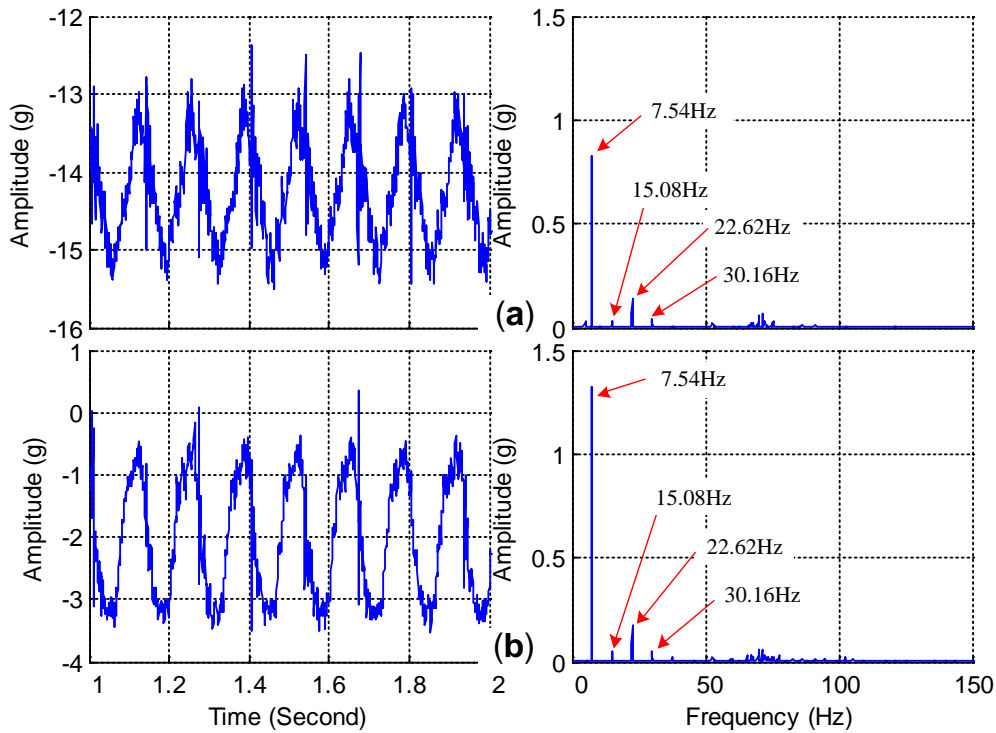 -12
-13
-14
-15
-16
Amplitude (g)
(a)
1.5
1
0.5
0
Amplitude (g)
7.54Hz
15.08Hz
22.62Hz
30.16Hz
1
0
-1
-2
-3
-4
Amplitude (g)
1 1.2 1.4 1.6 1.8 2
Time (Second)
(b)
1.5
1
0.5
0
Amplitude (g)
7.54Hz
15.08Hz
22.62Hz
30.16Hz
0 50 100 150
Frequency (Hz)